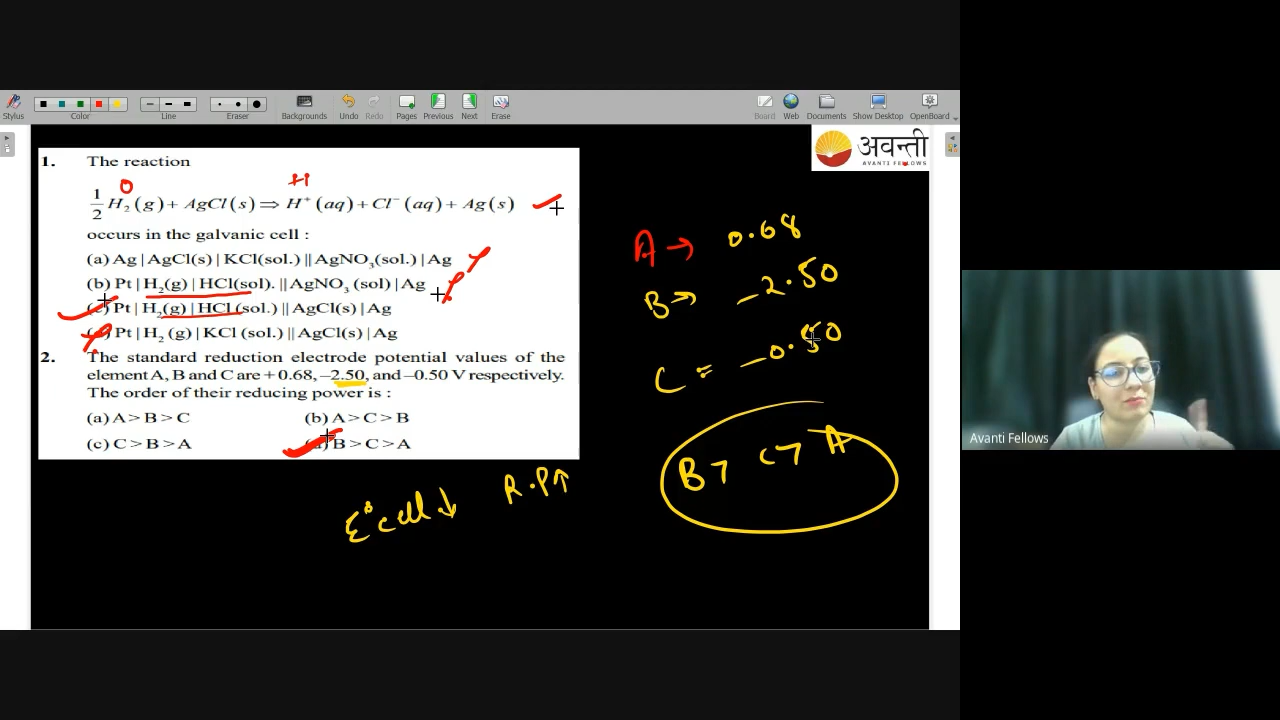 Stylus
Color
Line
Eraser
Backgrounds
Undo
Redo
Pages
Previous
Next
Erase
Board
Web
Documents
Show Desktop
OpenBoard
अवन्ती
AVANTI FELLOWS
1. The reaction
0
+1
1/2 H₂(g) + AgCl(s) ⇒ H⁺(aq) + Cl⁻(aq) + Ag(s)
occurs in the galvanic cell :
(a) Ag | AgCl(s) | KCl(sol.) || AgNO₃(sol.) | Ag
(b) Pt | H₂(g) | HCl(sol). || AgNO₃(sol) | Ag
(c) Pt | H₂(g) | HCl (sol.) || AgCl(s) | Ag
(d) Pt | H₂ (g) | KCl (sol.) || AgCl(s) | Ag
2. The standard reduction electrode potential values of the
element A, B and C are + 0.68, –2.50, and –0.50 V respectively.
The order of their reducing power is :
(a) A > B > C
(b) A > C > B
(c) C > B > A
(d) B > C > A
A → 0.68
B → -2.50
C = -0.50
B > C > A
E° cell ↓ R.P ↑
Avanti Fellows